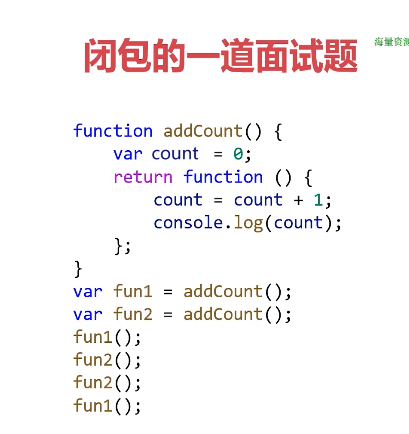 闭包的一道面试题
海量资源
function addCount() {
    var count = 0;
    return function () {
        count = count + 1;
        console.log(count);
    };
}
var fun1 = addCount();
var fun2 = addCount();
fun1();
fun2();
fun2();
fun1();